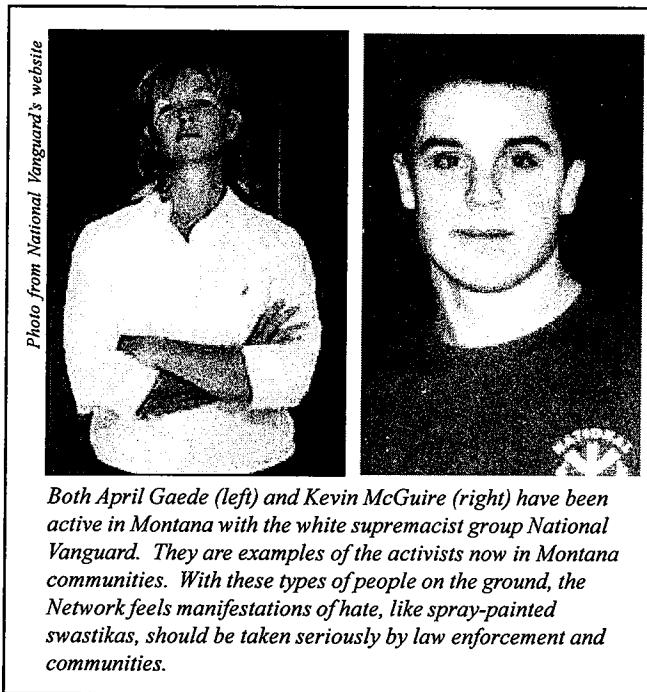 Photo from National Vanguard's website
NATIONAL
Both April Gaede (left) and Kevin McGuire (right) have been
active in Montana with the white supremacist group National
Vanguard. They are examples of the activists now in Montana
communities. With these types of people on the ground, the
Network feels manifestations of hate, like spray-painted
swastikas, should be taken seriously by law enforcement and
communities.